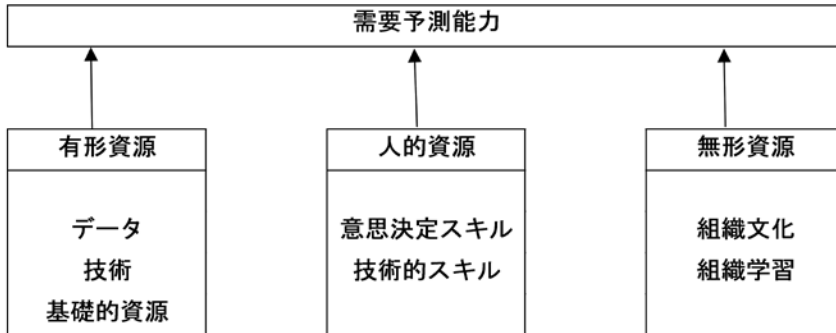 需要予測能力
有形資源
データ
技術
基礎的資源
人的資源
意思決定スキル
技術的スキル
無形資源
組織文化
組織学習